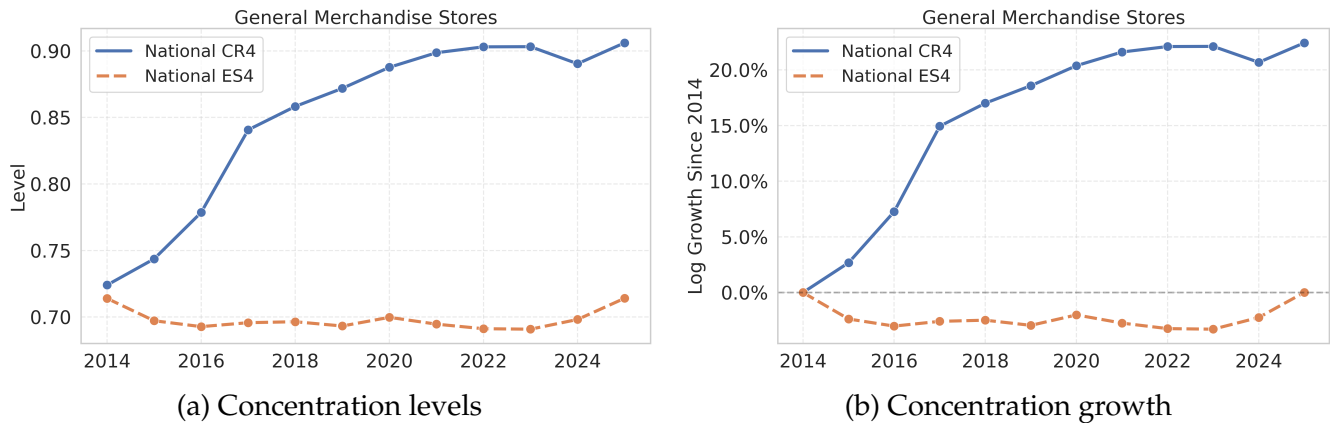 General Merchandise Stores
National CR4
National ES4
Level
0.90
0.85
0.80
0.75
0.70
2014 2016 2018 2020 2022 2024
(a) Concentration levels
General Merchandise Stores
National CR4
National ES4
Log Growth Since 2014
20.0%
15.0%
10.0%
5.0%
0.0%
2014 2016 2018 2020 2022 2024
(b) Concentration growth